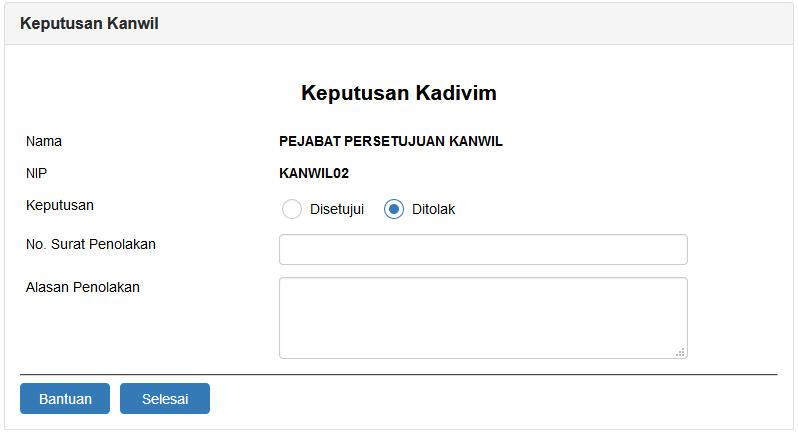 Keputusan Kanwil
Keputusan Kadivim
Nama PEJABAT PERSETUJUAN KANWIL
NIP KANWIL02
Keputusan Disetujui Ditolak
No. Surat Penolakan
Alasan Penolakan
Bantuan Selesai